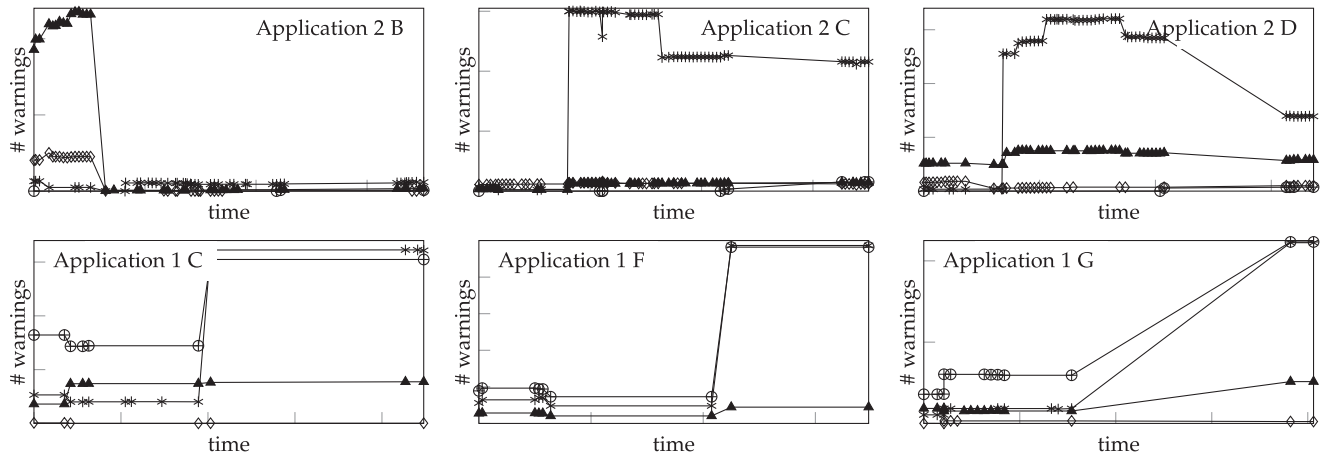 Application 2 B
# warnings
time
Application 2 C
# warnings
time
Application 2 D
# warnings
time
Application 1 C
# warnings
time
Application 1 F
# warnings
time
Application 1 G
# warnings
time